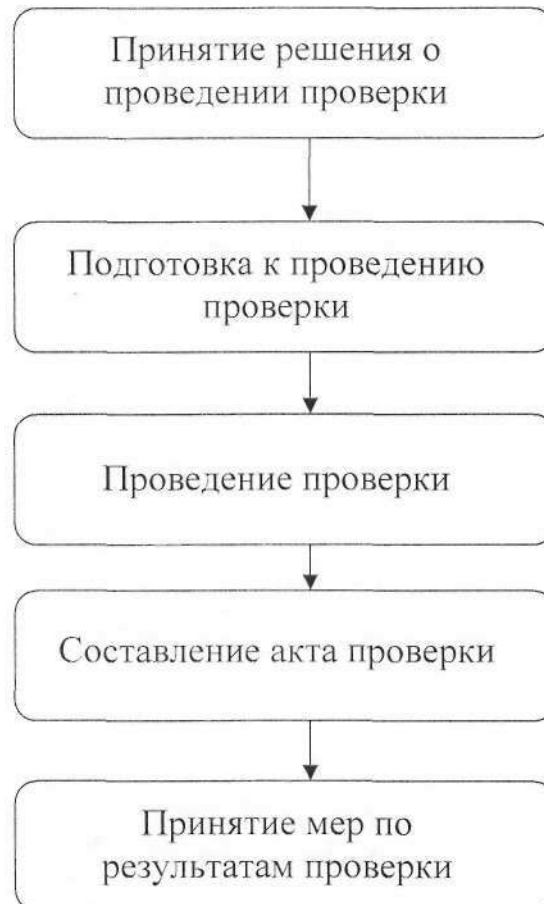 Принятие решения о
проведении проверки
Подготовка к проведению
проверки
Проведение проверки
Составление акта проверки
Принятие мер по
результатам проверки